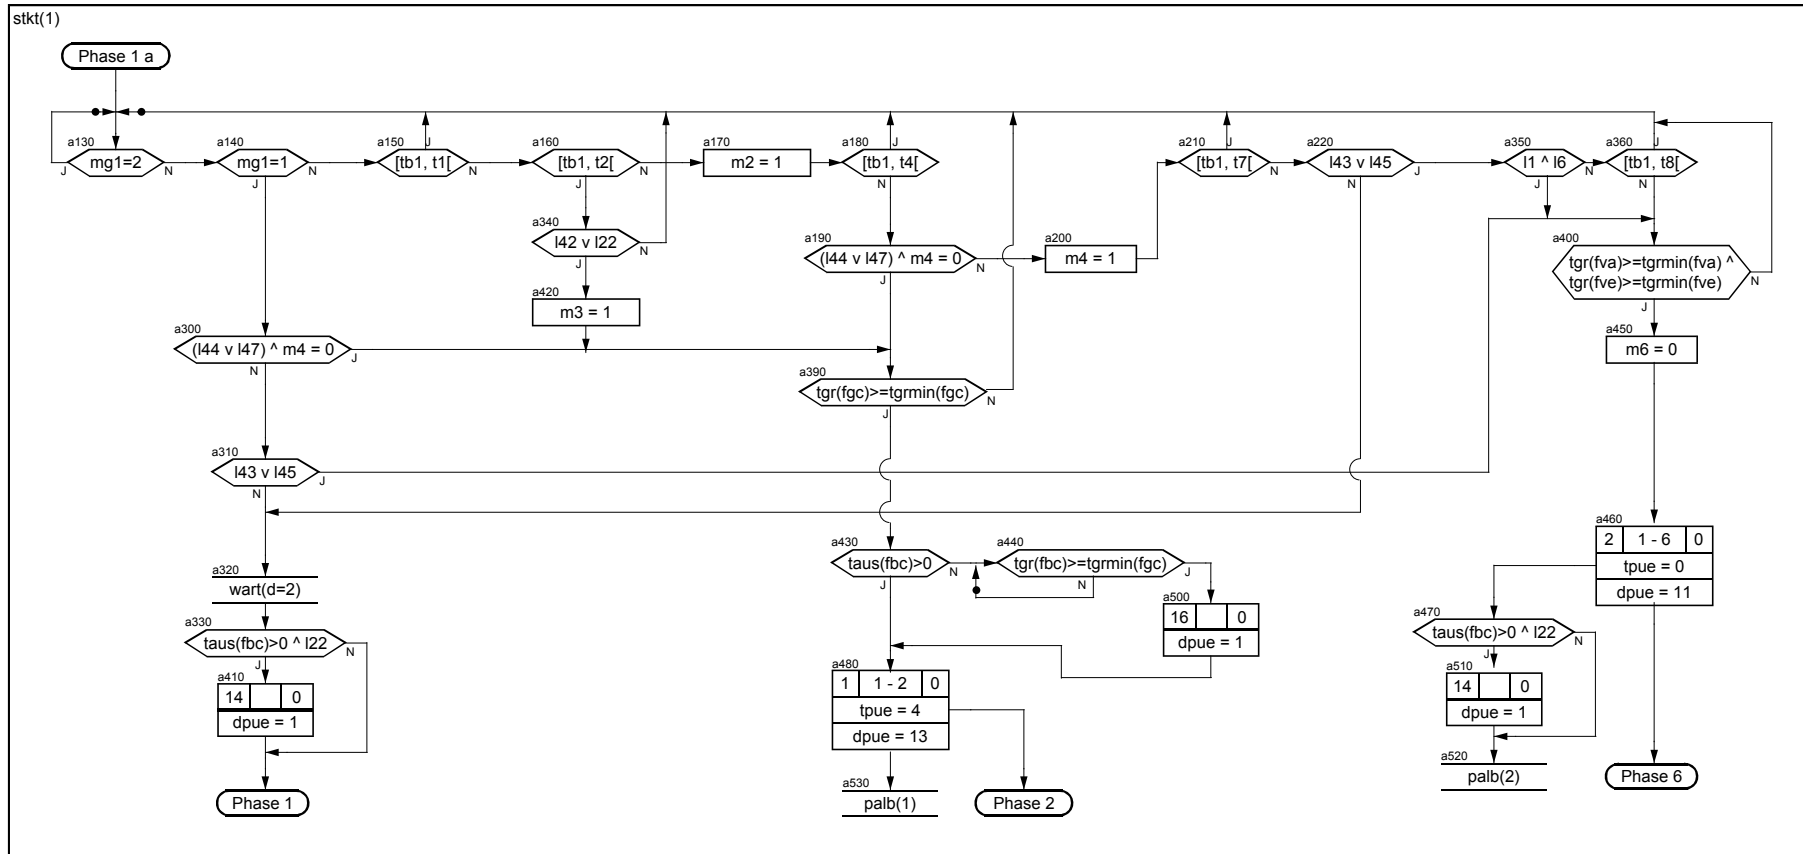 stkt(1)
Phase 1 a
a130
mg1=2
J
N
a140
mg1=1
J
N
a150
[tb1, t1[
J
N
a160
[tb1, t2[
J
N
a170
m2 = 1
a180
[tb1, t4[
J
N
a210
[tb1, t7[
J
N
a220
l43 v l45
J
N
a350
l1 ^ l6
J
N
a360
[tb1, t8[
J
N
a340
l42 v l22
J
N
a190
(l44 v l47) ^ m4 = 0
J
N
a200
m4 = 1
a400
tgr(fva)>=tgrmin(fva) ^
tgr(fve)>=tgrmin(fve)
J
N
a420
m3 = 1
a300
(l44 v l47) ^ m4 = 0
J
N
a450
m6 = 0
a390
tgr(fgc)>=tgrmin(fgc)
J
N
a310
l43 v l45
J
N
a460
2 1 - 6 0
tpue = 0
dpue = 11
a430
taus(fbc)>0
J
N
a440
tgr(fbc)>=tgrmin(fgc)
J
N
a320
wart(d=2)
a500
16 0
dpue = 1
a330
taus(fbc)>0 ^ l22
J
N
a470
taus(fbc)>0 ^ l22
J
N
a410
14 0
dpue = 1
a480
1 1 - 2 0
tpue = 4
dpue = 13
a510
14 0
dpue = 1
a520
palb(2)
Phase 6
Phase 1
a530
palb(1)
Phase 2